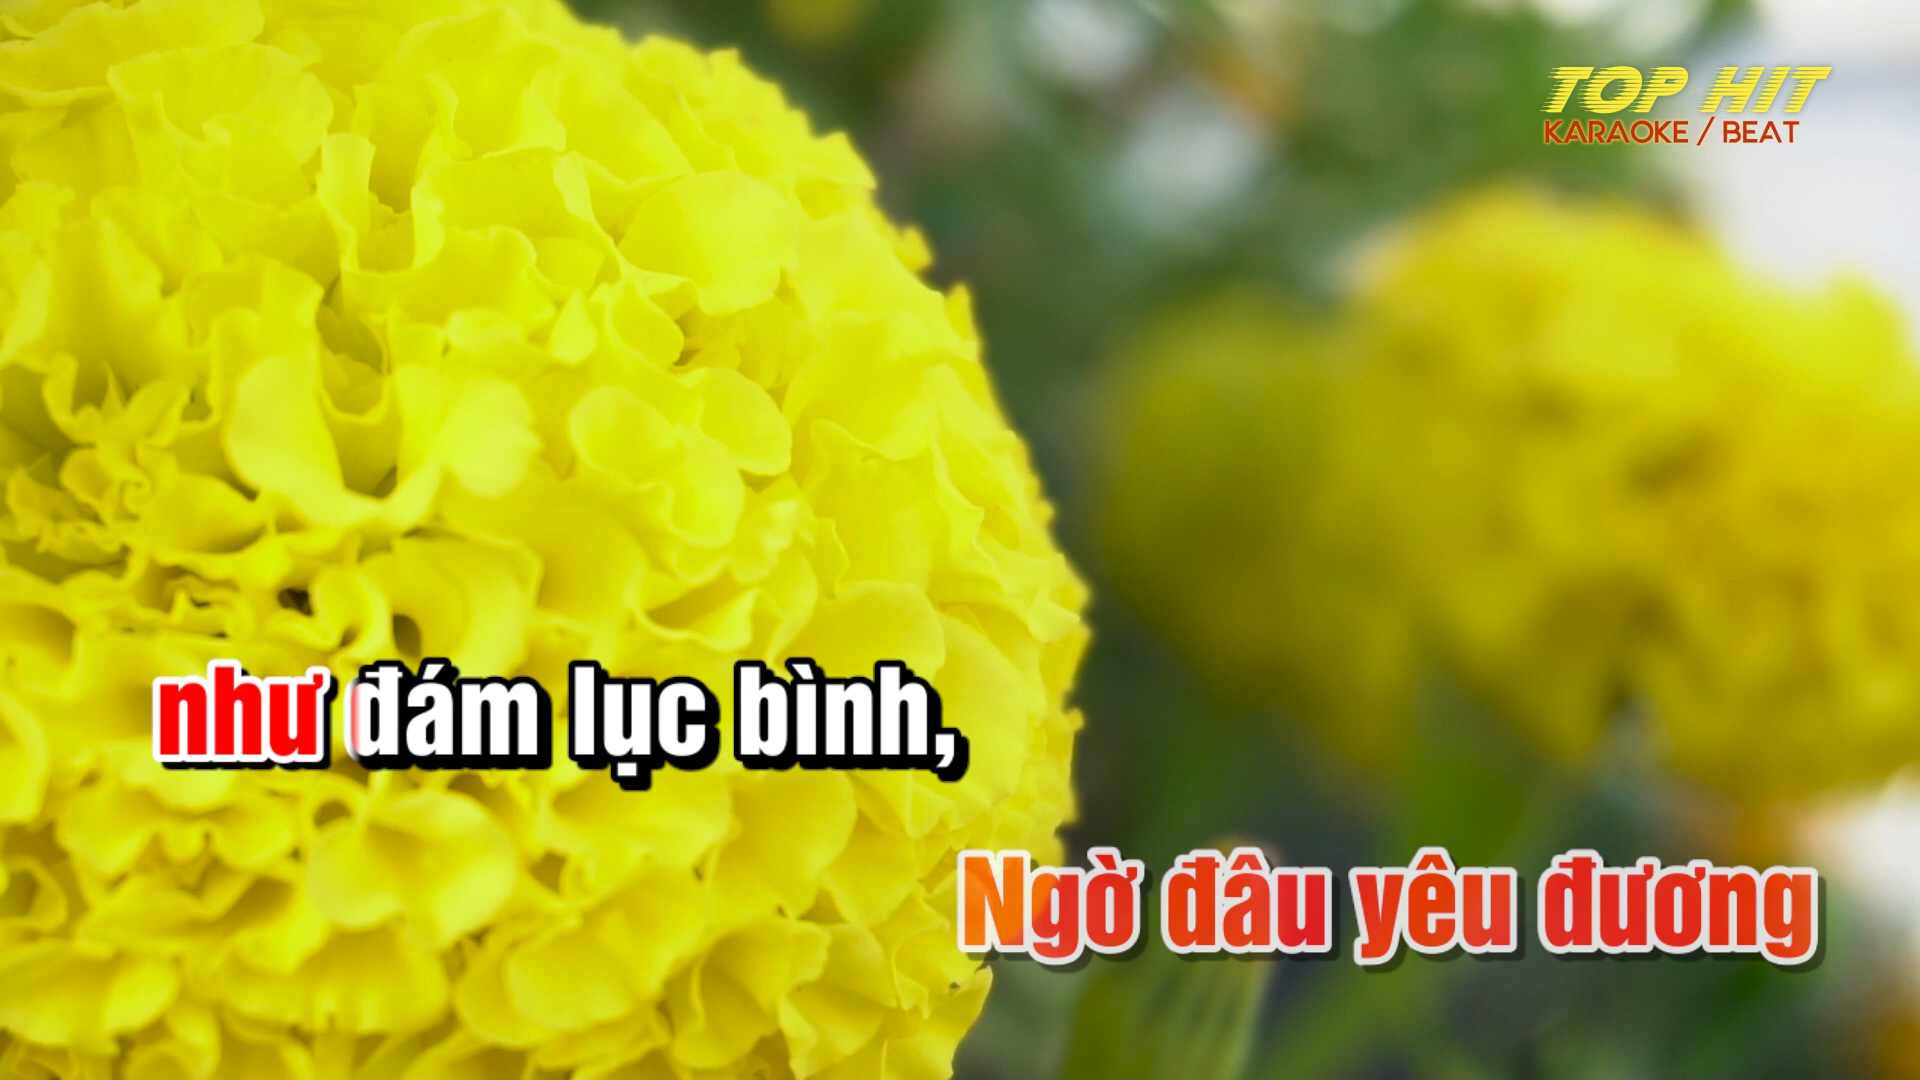 TOP HIT
KARAOKE / BEAT
như đám lục bình,
Ngờ đâu yêu đương